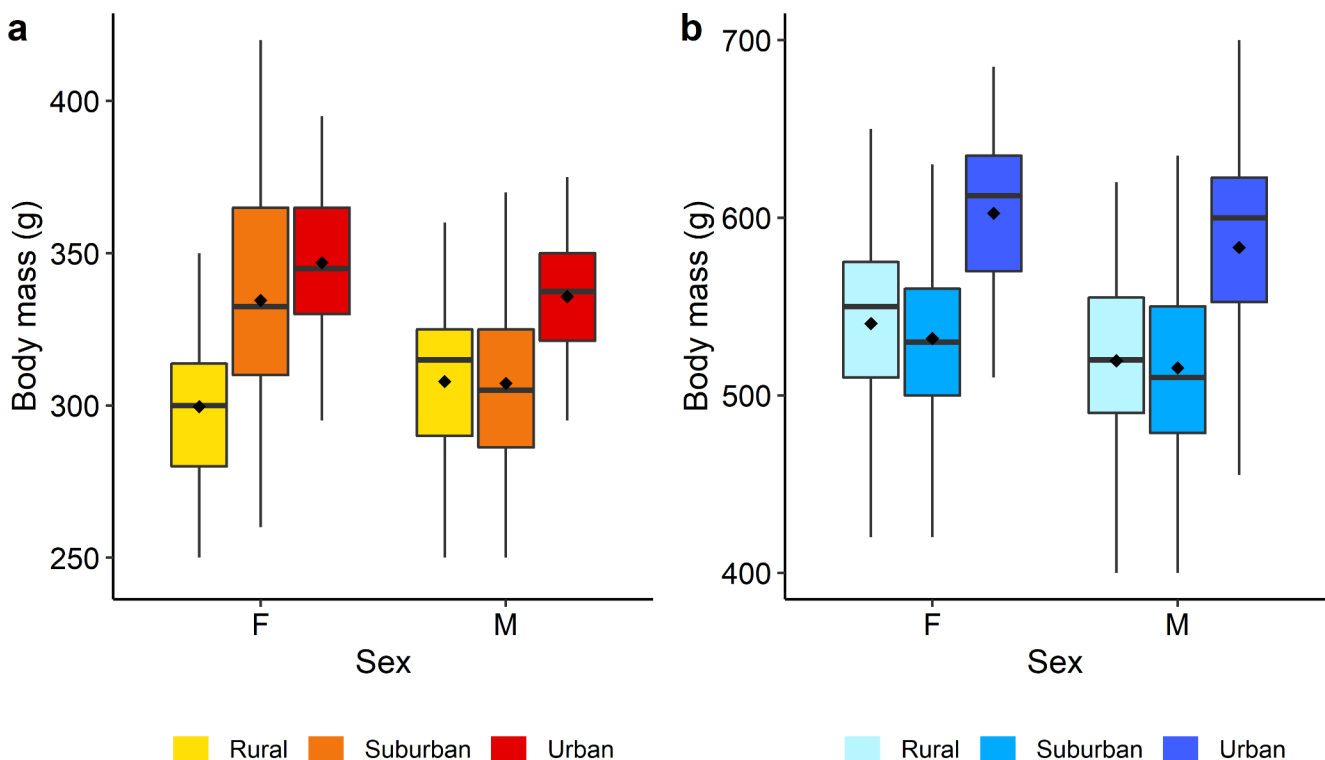 a
Body mass (g)
400
350
300
250
F M
Sex
Rural Suburban Urban
b
Body mass (g)
700
600
500
400
F M
Sex
Rural Suburban Urban